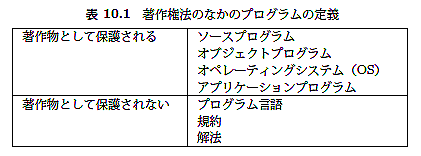 表 10.1 著作権法のなかのプログラムの定義
著作物として保護される ソースプログラム
オブジェクトプログラム
オペレーティングシステム（OS）
アプリケーションプログラム
著作物として保護されない プログラム言語
規約
解法